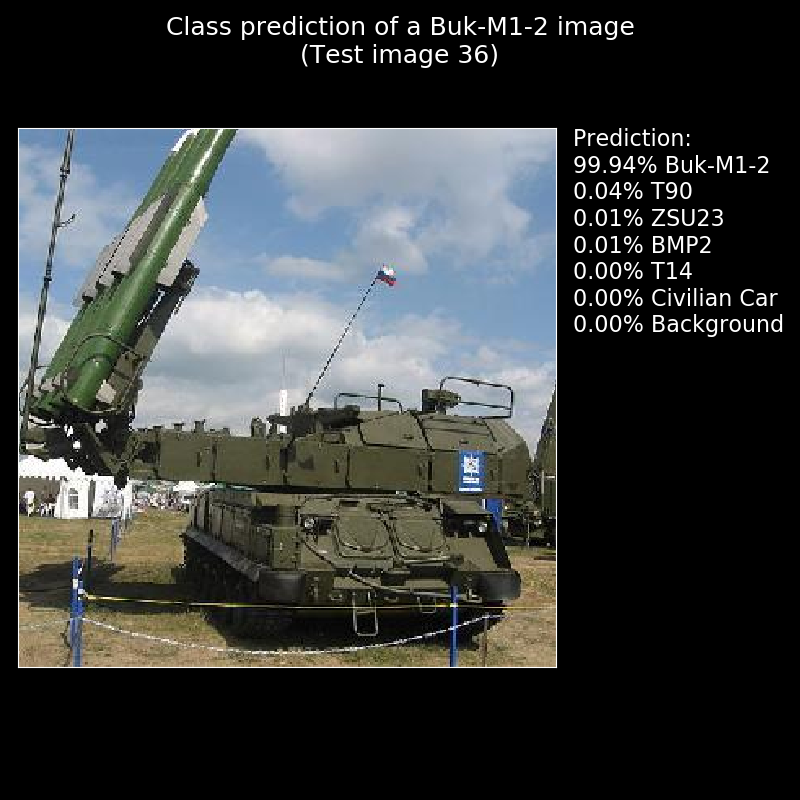 Class prediction of a Buk-M1-2 image
(Test image 36)
Prediction:
99.94% Buk-M1-2
0.04% T90
0.01% ZSU23
0.01% BMP2
0.00% T14
0.00% Civilian Car
0.00% Background